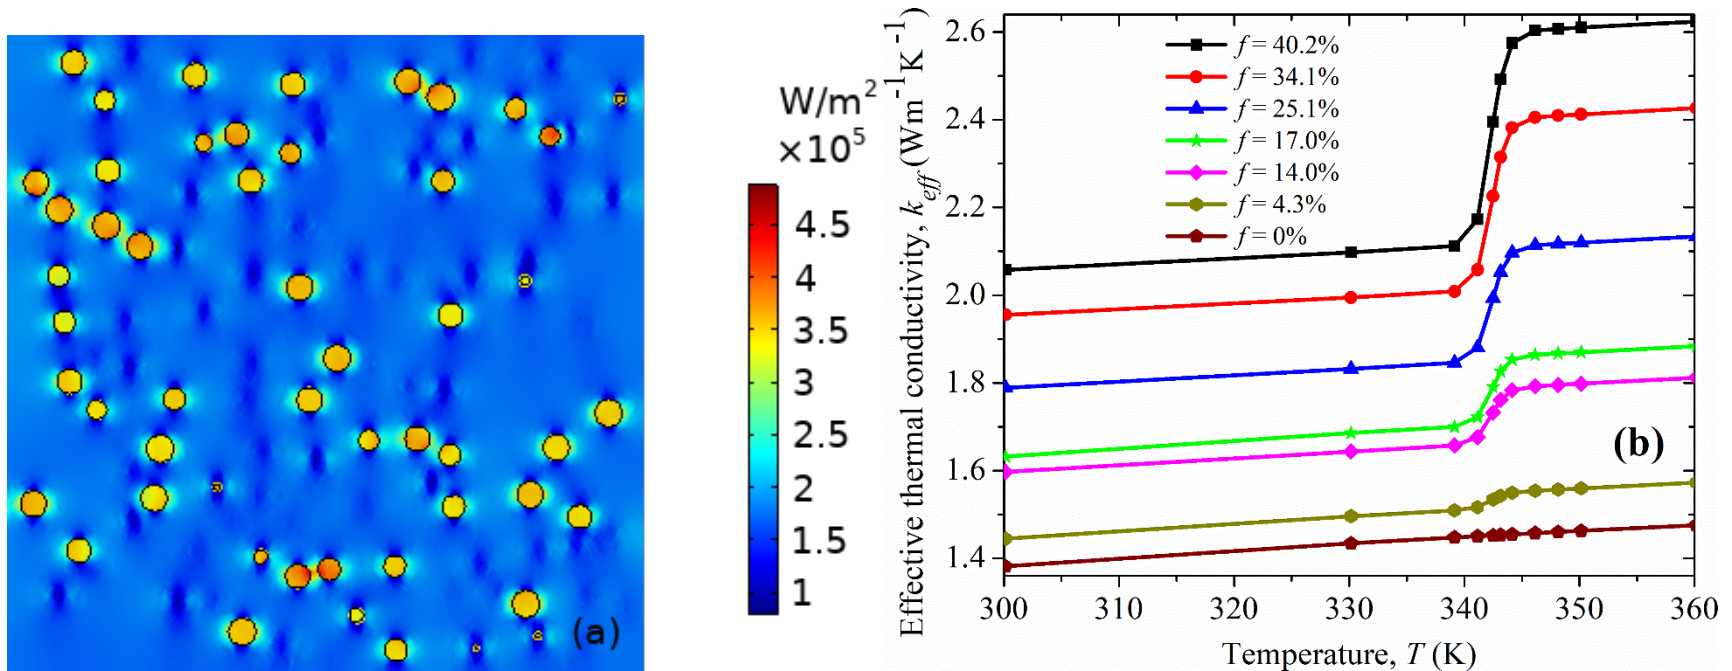 (a)
W/m²
×10⁵
4.5
4
3.5
3
2.5
2
1.5
1
Effective thermal conductivity, k_eff (Wm⁻¹K⁻¹)
2.6
2.4
2.2
2.0
1.8
1.6
1.4
f = 40.2%
f = 34.1%
f = 25.1%
f = 17.0%
f = 14.0%
f = 4.3%
f = 0%
(b)
300 310 320 330 340 350 360
Temperature, T (K)